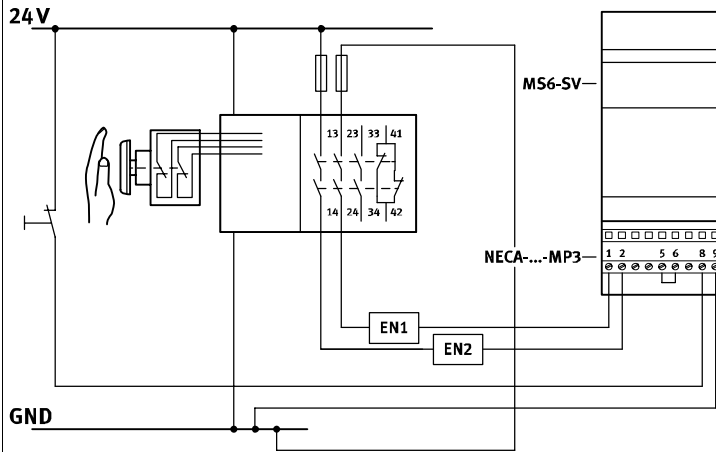 24V
MS6-SV
13 23 33 41
14 24 34 42
NECA-...-MP3
1 2 5 6 8 9
EN1
EN2
GND